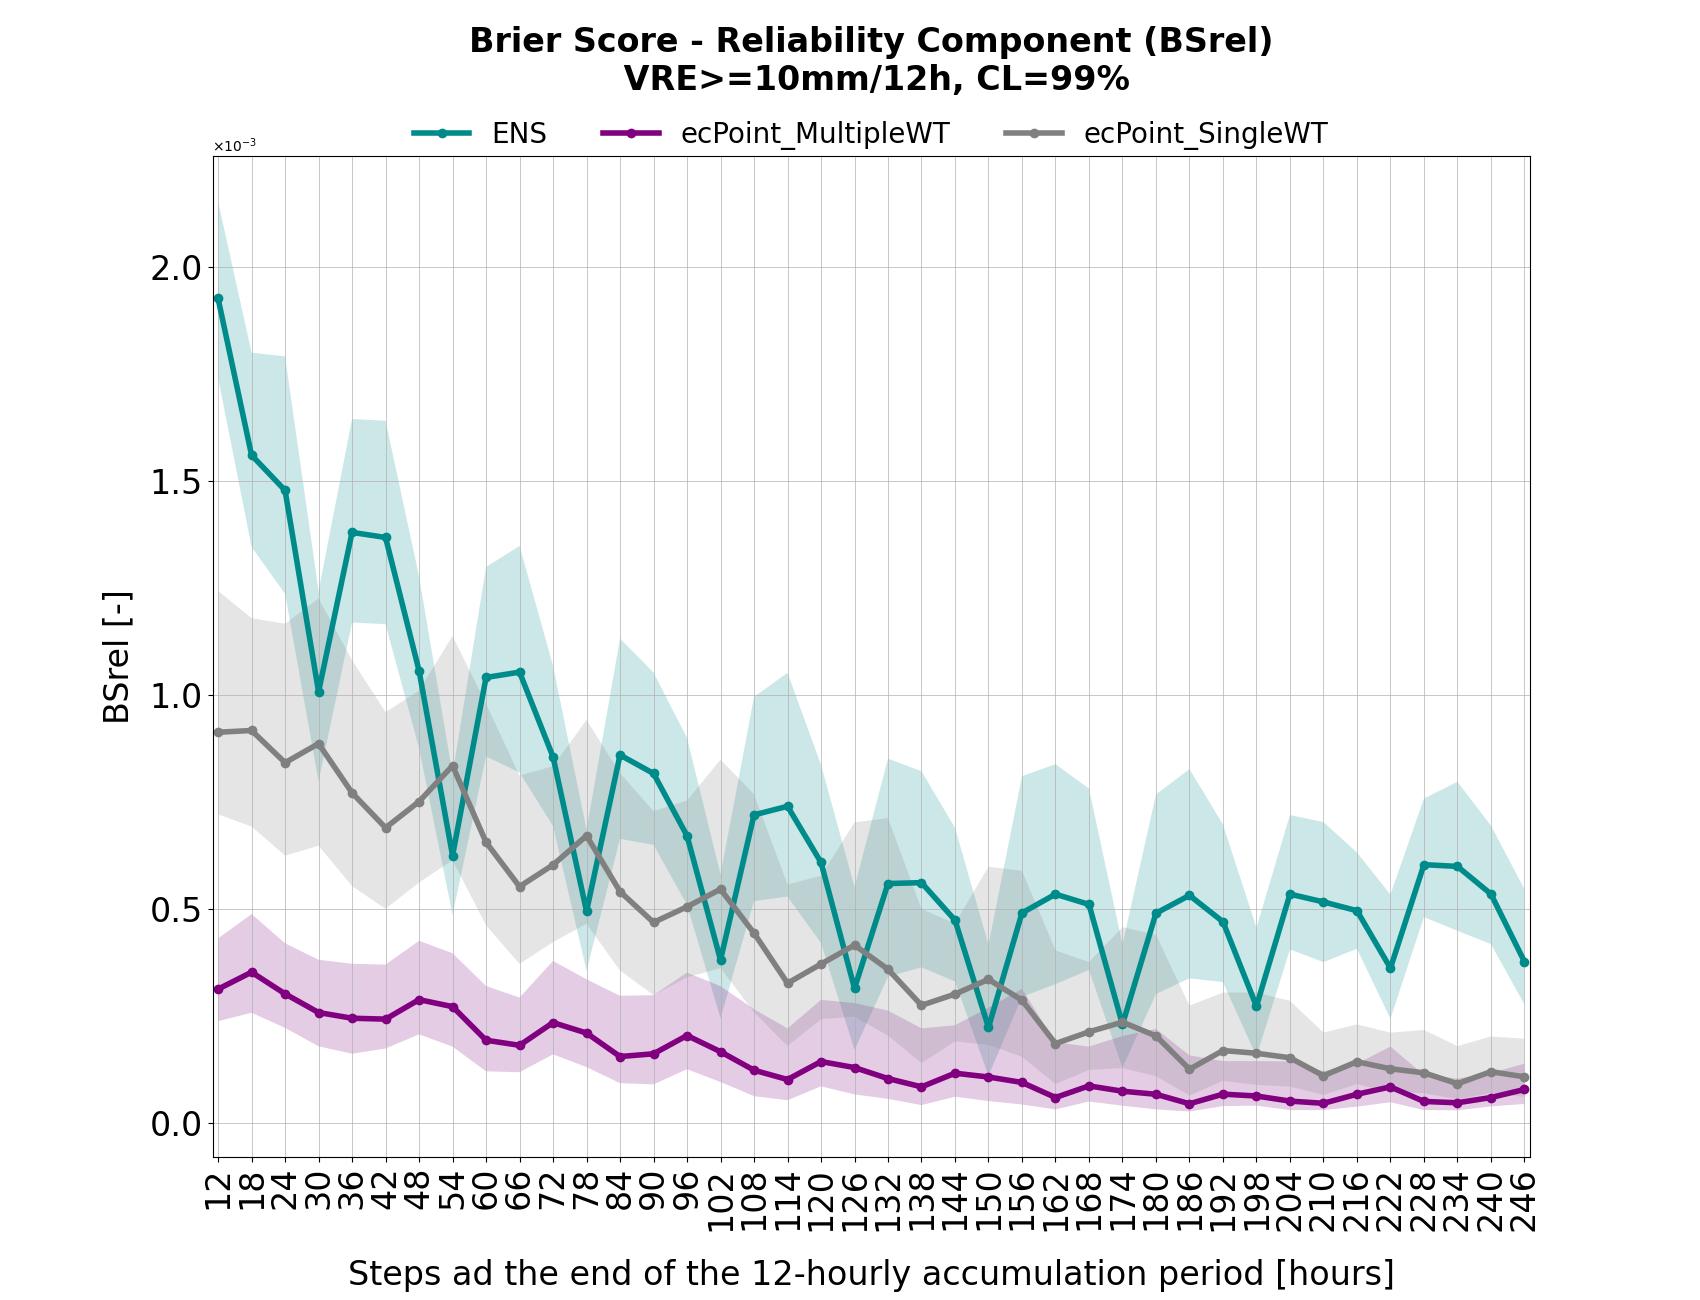 Brier Score - Reliability Component (BSrel)
VRE>=10mm/12h, CL=99%
ENS ecPoint_MultipleWT ecPoint_SingleWT
×10⁻³
2.0
1.5
1.0
0.5
0.0
BSrel [-]
12 18 24 30 36 42 48 54 60 66 72 78 84 90 96 102 108 114 120 126 132 138 144 150 156 162 168 174 180 186 192 198 204 210 216 222 228 234 240 246
Steps ad the end of the 12-hourly accumulation period [hours]